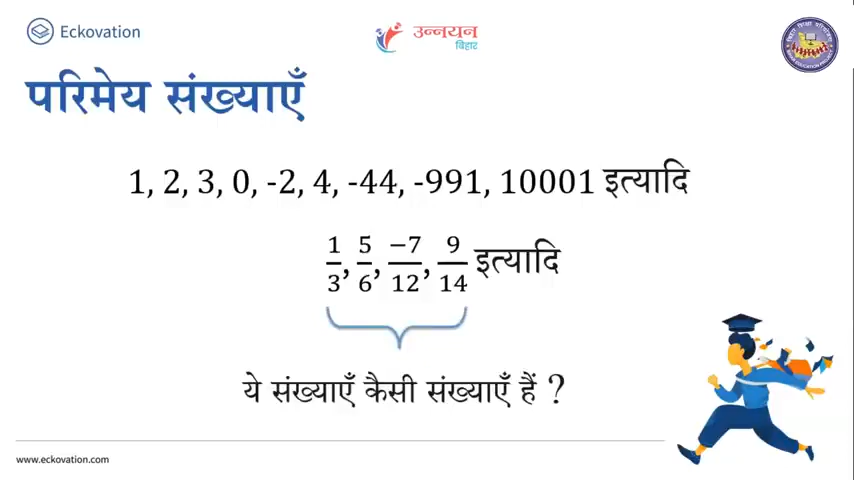 Eckovation
उन्नयन
बिहार
परिमेय संख्याएँ
1, 2, 3, 0, -2, 4, -44, -991, 10001 इत्यादि
1/3, 5/6, −7/12, 9/14 इत्यादि
ये संख्याएँ कैसी संख्याएँ हैं ?
www.eckovation.com